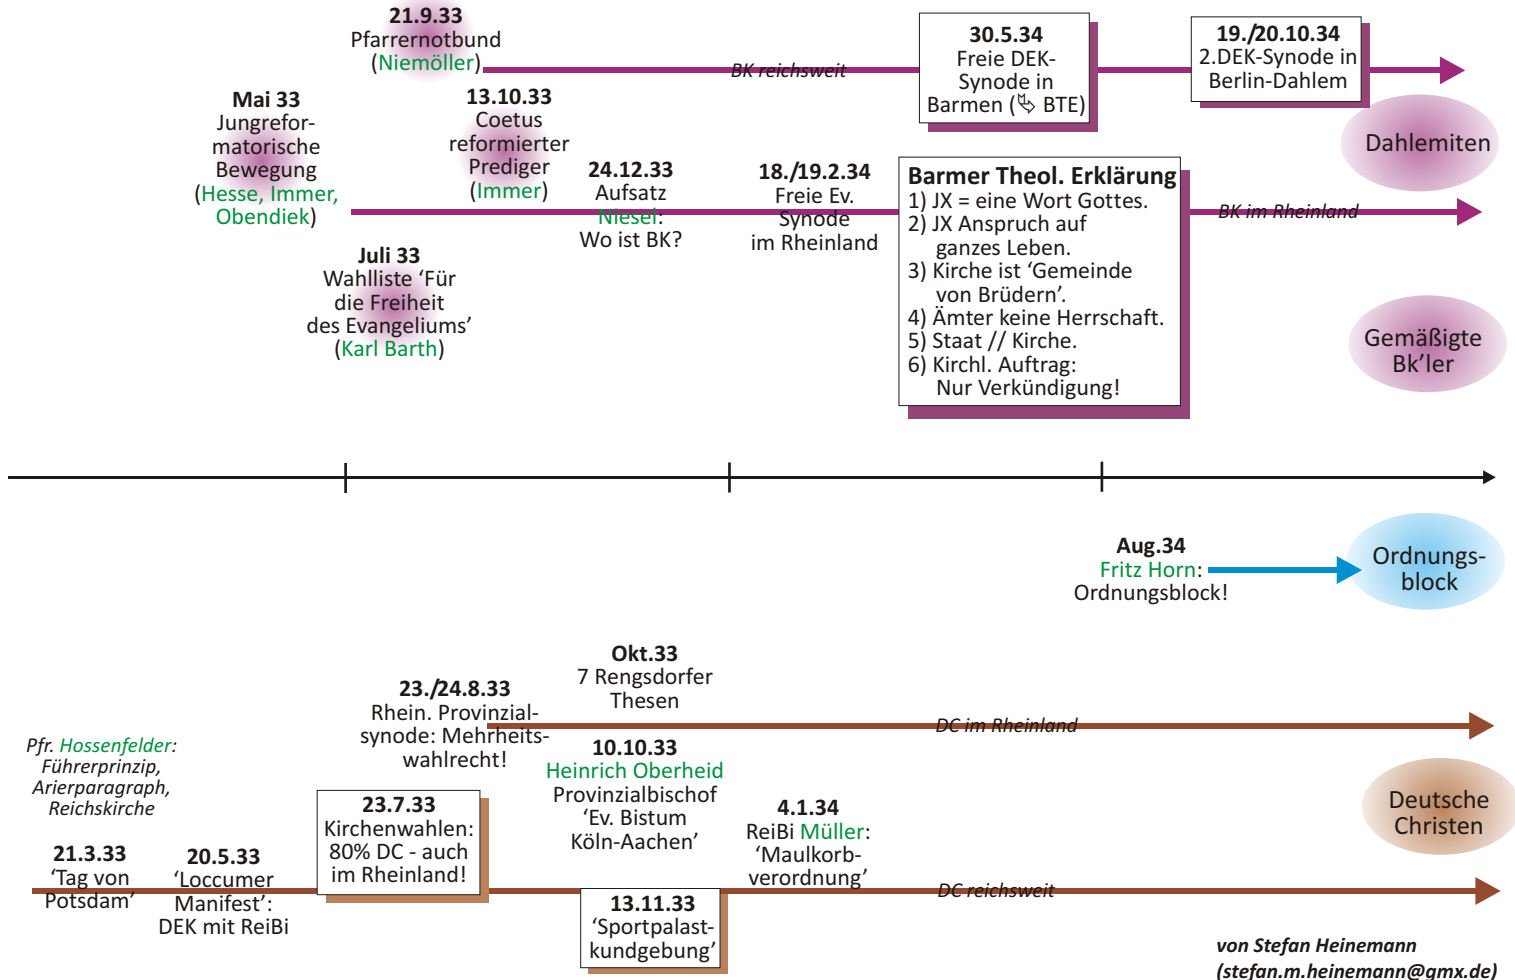 21.9.33
Pfarrernotbund
(Niemöller)
BK reichsweit
30.5.34
Freie DEK-
Synode in
Barmen (↳ BTE)
19./20.10.34
2.DEK-Synode in
Berlin-Dahlem
Mai 33
Jungrefor-
matorische
Bewegung
(Hesse, Immer,
Obendiek)
13.10.33
Coetus
reformierter
Prediger
(Immer)
24.12.33
Aufsatz
Niesel:
Wo ist BK?
18./19.2.34
Freie Ev.
Synode
im Rheinland
Barmer Theol. Erklärung
1) JX = eine Wort Gottes.
2) JX Anspruch auf
ganzes Leben.
3) Kirche ist ‘Gemeinde
von Brüdern’.
4) Ämter keine Herrschaft.
5) Staat // Kirche.
6) Kirchl. Auftrag:
Nur Verkündigung!
Dahlemiten
BK im Rheinland
Juli 33
Wahlliste ‘Für
die Freiheit
des Evangeliums’
(Karl Barth)
Gemäßigte
Bk’ler
Aug.34
Fritz Horn:
Ordnungsblock!
Ordnungs-
block
Okt.33
7 Rengsdorfer
Thesen
23./24.8.33
Rhein. Provinzial-
synode: Mehrheits-
wahlrecht!
DC im Rheinland
Pfr. Hossenfelder:
Führerprinzip,
Arierparagraph,
Reichskirche
10.10.33
Heinrich Oberheid
Provinzialbischof
‘Ev. Bistum
Köln-Aachen’
23.7.33
Kirchenwahlen:
80% DC - auch
im Rheinland!
4.1.34
ReiBi Müller:
‘Maulkorb-
verordnung’
Deutsche
Christen
21.3.33
‘Tag von
Potsdam’
20.5.33
‘Loccumer
Manifest’:
DEK mit ReiBi
DC reichsweit
13.11.33
‘Sportpalast-
kundgebung’
von Stefan Heinemann
(stefan.m.heinemann@gmx.de)